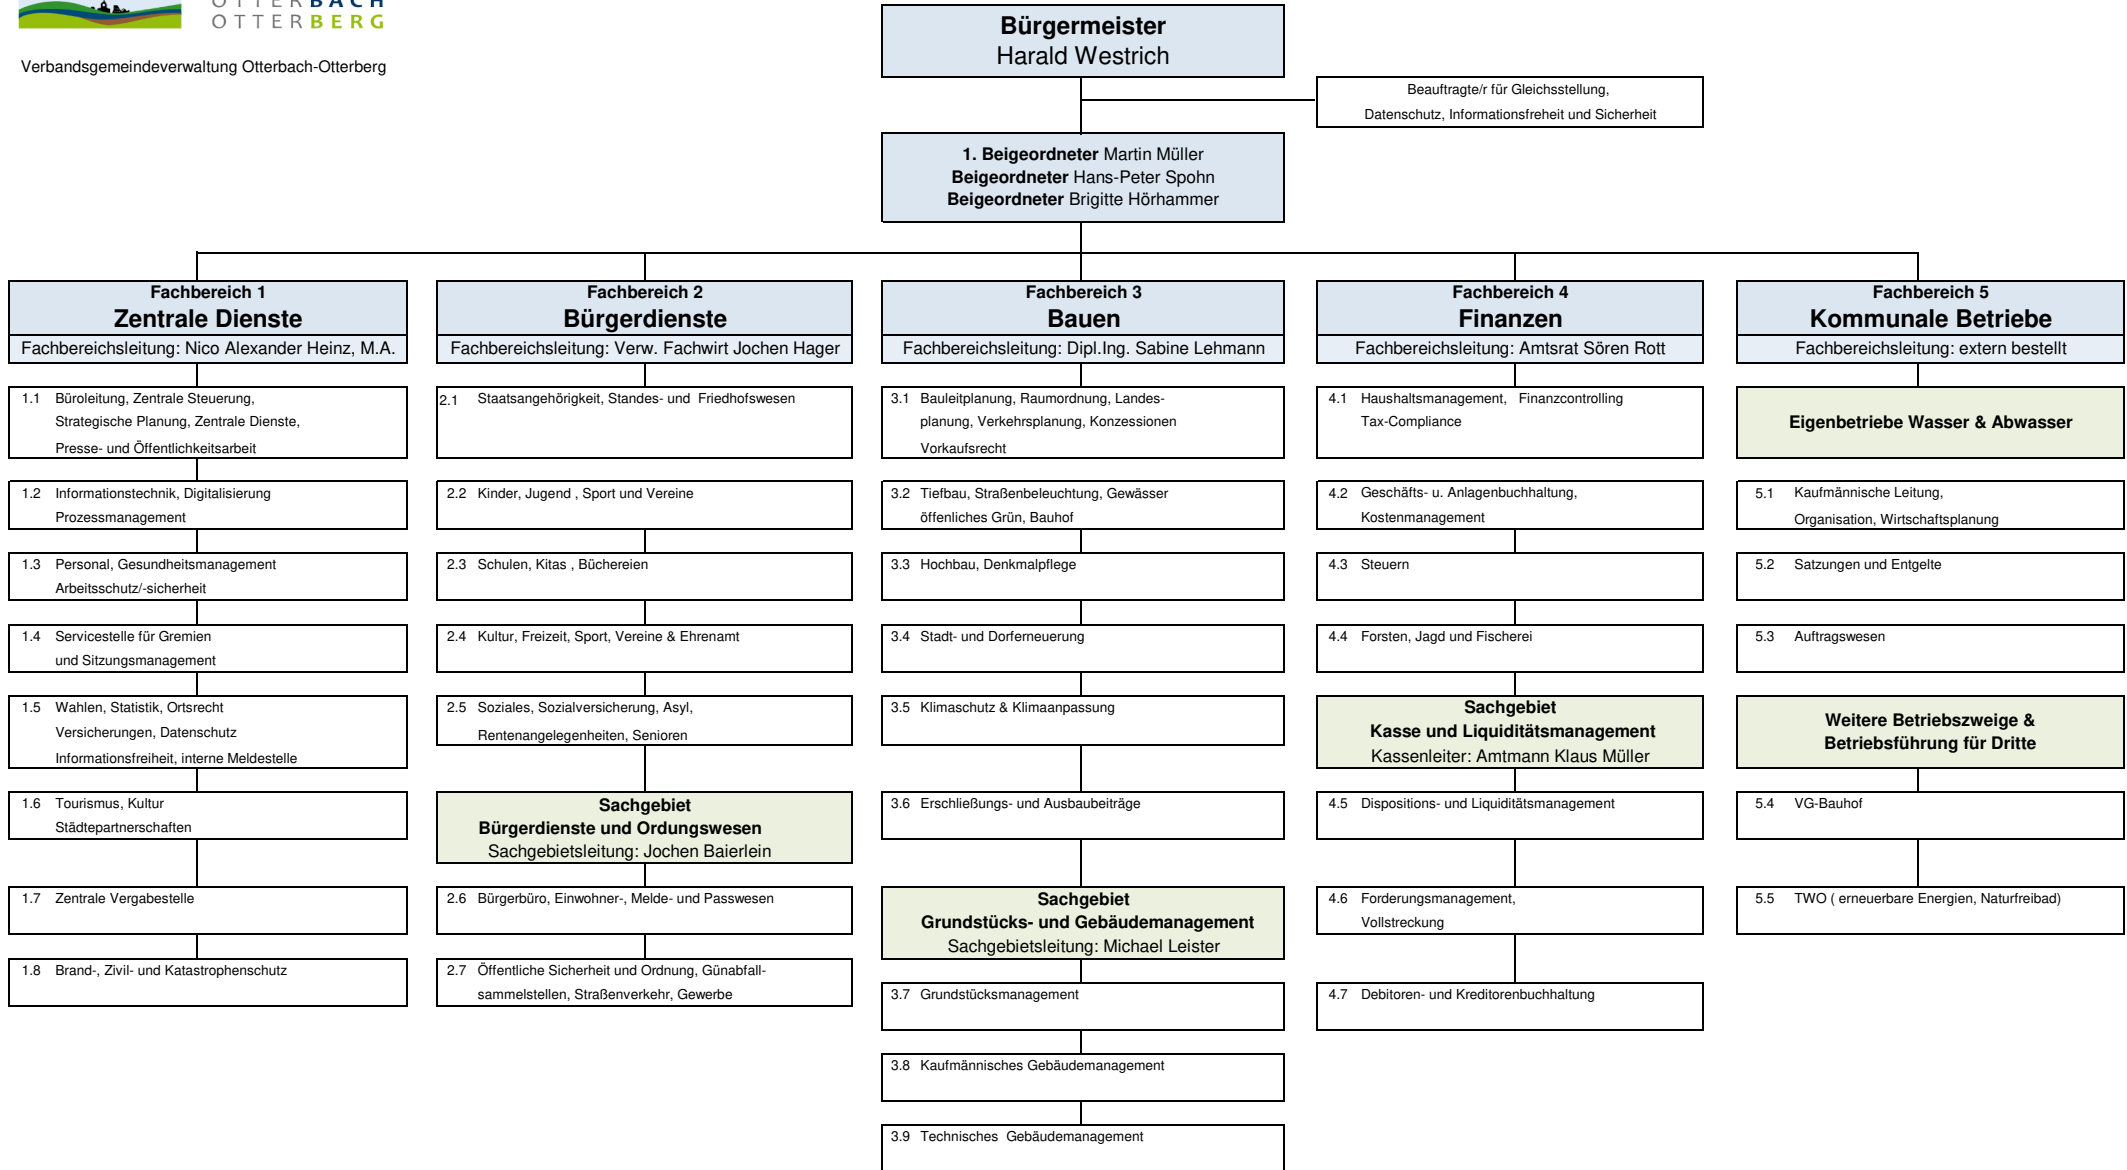 OTTERBACH
OTTERBERG
Verbandsgemeindeverwaltung Otterbach-Otterberg
Bürgermeister
Harald Westrich
Beauftragte/r für Gleichsstellung,
Datenschutz, Informationsfreheit und Sicherheit
1. Beigeordneter Martin Müller
Beigeordneter Hans-Peter Spohn
Beigeordneter Brigitte Hörhammer
Fachbereich 1
Zentrale Dienste
Fachbereichsleitung: Nico Alexander Heinz, M.A.
1.1 Büroleitung, Zentrale Steuerung,
Strategische Planung, Zentrale Dienste,
Presse- und Öffentlichkeitsarbeit
1.2 Informationstechnik, Digitalisierung
Prozessmanagement
1.3 Personal, Gesundheitsmanagement
Arbeitsschutz/-sicherheit
1.4 Servicestelle für Gremien
und Sitzungsmanagement
1.5 Wahlen, Statistik, Ortsrecht
Versicherungen, Datenschutz
Informationsfreiheit, interne Meldestelle
1.6 Tourismus, Kultur
Städtepartnerschaften
1.7 Zentrale Vergabestelle
1.8 Brand-, Zivil- und Katastrophenschutz
Fachbereich 2
Bürgerdienste
Fachbereichsleitung: Verw. Fachwirt Jochen Hager
2.1 Staatsangehörigkeit, Standes- und Friedhofswesen
2.2 Kinder, Jugend , Sport und Vereine
2.3 Schulen, Kitas , Büchereien
2.4 Kultur, Freizeit, Sport, Vereine & Ehrenamt
2.5 Soziales, Sozialversicherung, Asyl,
Rentenangelegenheiten, Senioren
Sachgebiet
Bürgerdienste und Ordungswesen
Sachgebietsleitung: Jochen Baierlein
2.6 Bürgerbüro, Einwohner-, Melde- und Passwesen
2.7 Öffentliche Sicherheit und Ordnung, Günabfall-
sammelstellen, Straßenverkehr, Gewerbe
Fachbereich 3
Bauen
Fachbereichsleitung: Dipl.Ing. Sabine Lehmann
3.1 Bauleitplanung, Raumordnung, Landes-
planung, Verkehrsplanung, Konzessionen
Vorkaufsrecht
3.2 Tiefbau, Straßenbeleuchtung, Gewässer
öffenliches Grün, Bauhof
3.3 Hochbau, Denkmalpflege
3.4 Stadt- und Dorferneuerung
3.5 Klimaschutz & Klimaanpassung
3.6 Erschließungs- und Ausbaubeiträge
Sachgebiet
Grundstücks- und Gebäudemanagement
Sachgebietsleitung: Michael Leister
3.7 Grundstücksmanagement
3.8 Kaufmännisches Gebäudemanagement
3.9 Technisches Gebäudemanagement
Fachbereich 4
Finanzen
Fachbereichsleitung: Amtsrat Sören Rott
4.1 Haushaltsmanagement, Finanzcontrolling
Tax-Compliance
4.2 Geschäfts- u. Anlagenbuchhaltung,
Kostenmanagement
4.3 Steuern
4.4 Forsten, Jagd und Fischerei
Sachgebiet
Kasse und Liquiditätsmanagement
Kassenleiter: Amtmann Klaus Müller
4.5 Dispositions- und Liquiditätsmanagement
4.6 Forderungsmanagement,
Vollstreckung
4.7 Debitoren- und Kreditorenbuchhaltung
Fachbereich 5
Kommunale Betriebe
Fachbereichsleitung: extern bestellt
Eigenbetriebe Wasser & Abwasser
5.1 Kaufmännische Leitung,
Organisation, Wirtschaftsplanung
5.2 Satzungen und Entgelte
5.3 Auftragswesen
Weitere Betriebszweige &
Betriebsführung für Dritte
5.4 VG-Bauhof
5.5 TWO ( erneuerbare Energien, Naturfreibad)